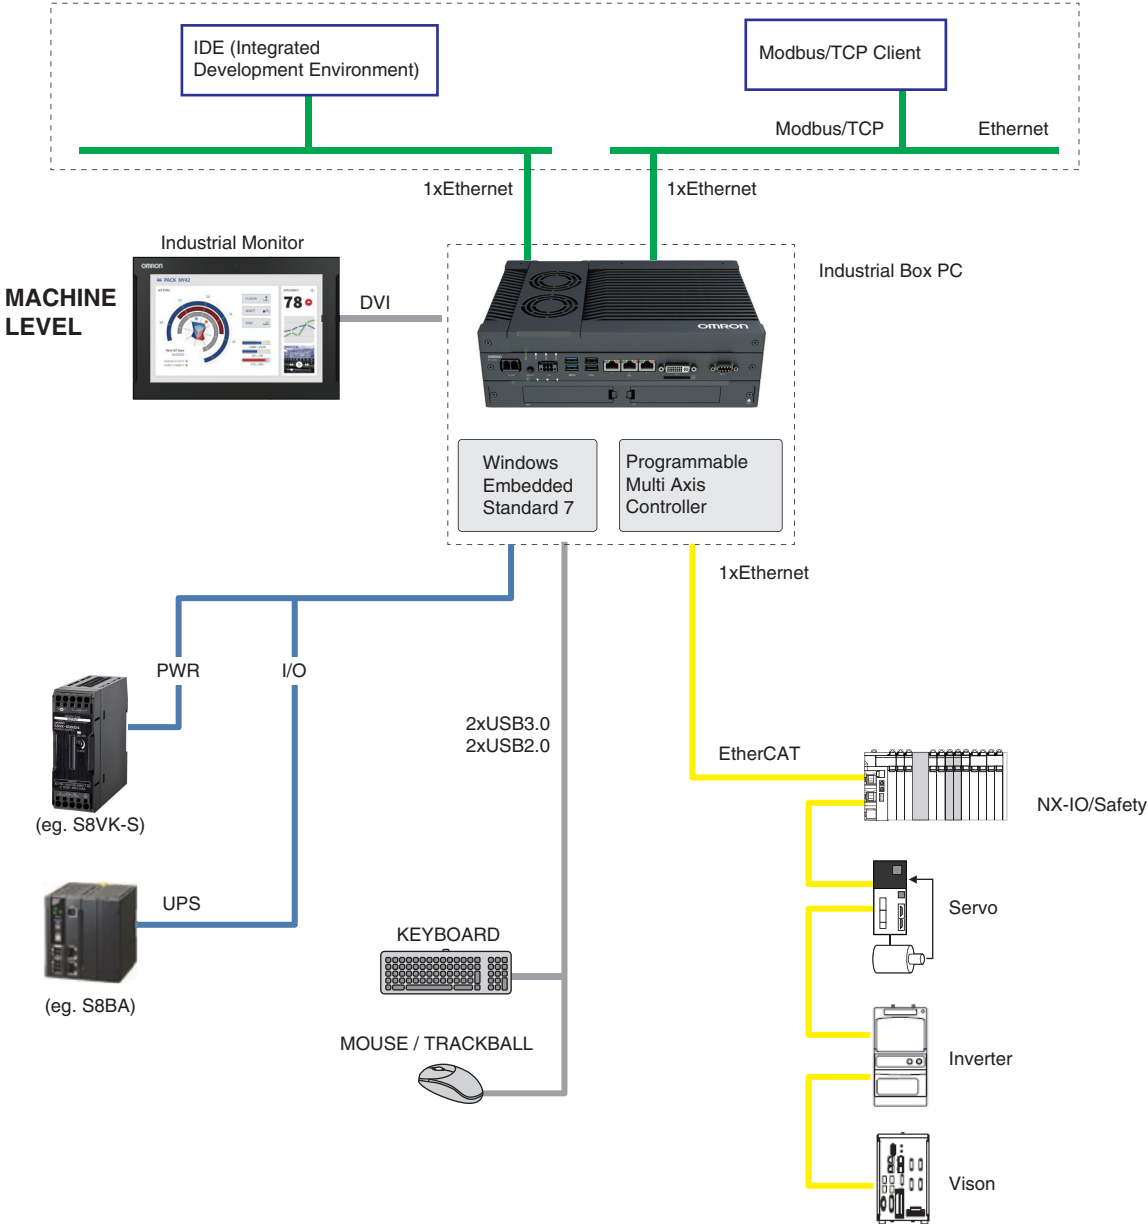 IDE (Integrated
Development Environment)
Modbus/TCP Client
Modbus/TCP
Ethernet
1xEthernet
1xEthernet
Industrial Monitor
Industrial Box PC
MACHINE
LEVEL
OMRON
PACK NY42
78
DVI
OMRON
Windows
Embedded
Standard 7
Programmable
Multi Axis
Controller
1xEthernet
PWR
I/O
2xUSB3.0
2xUSB2.0
EtherCAT
NX-IO/Safety
(eg. S8VK-S)
UPS
Servo
KEYBOARD
(eg. S8BA)
MOUSE / TRACKBALL
Inverter
Vison